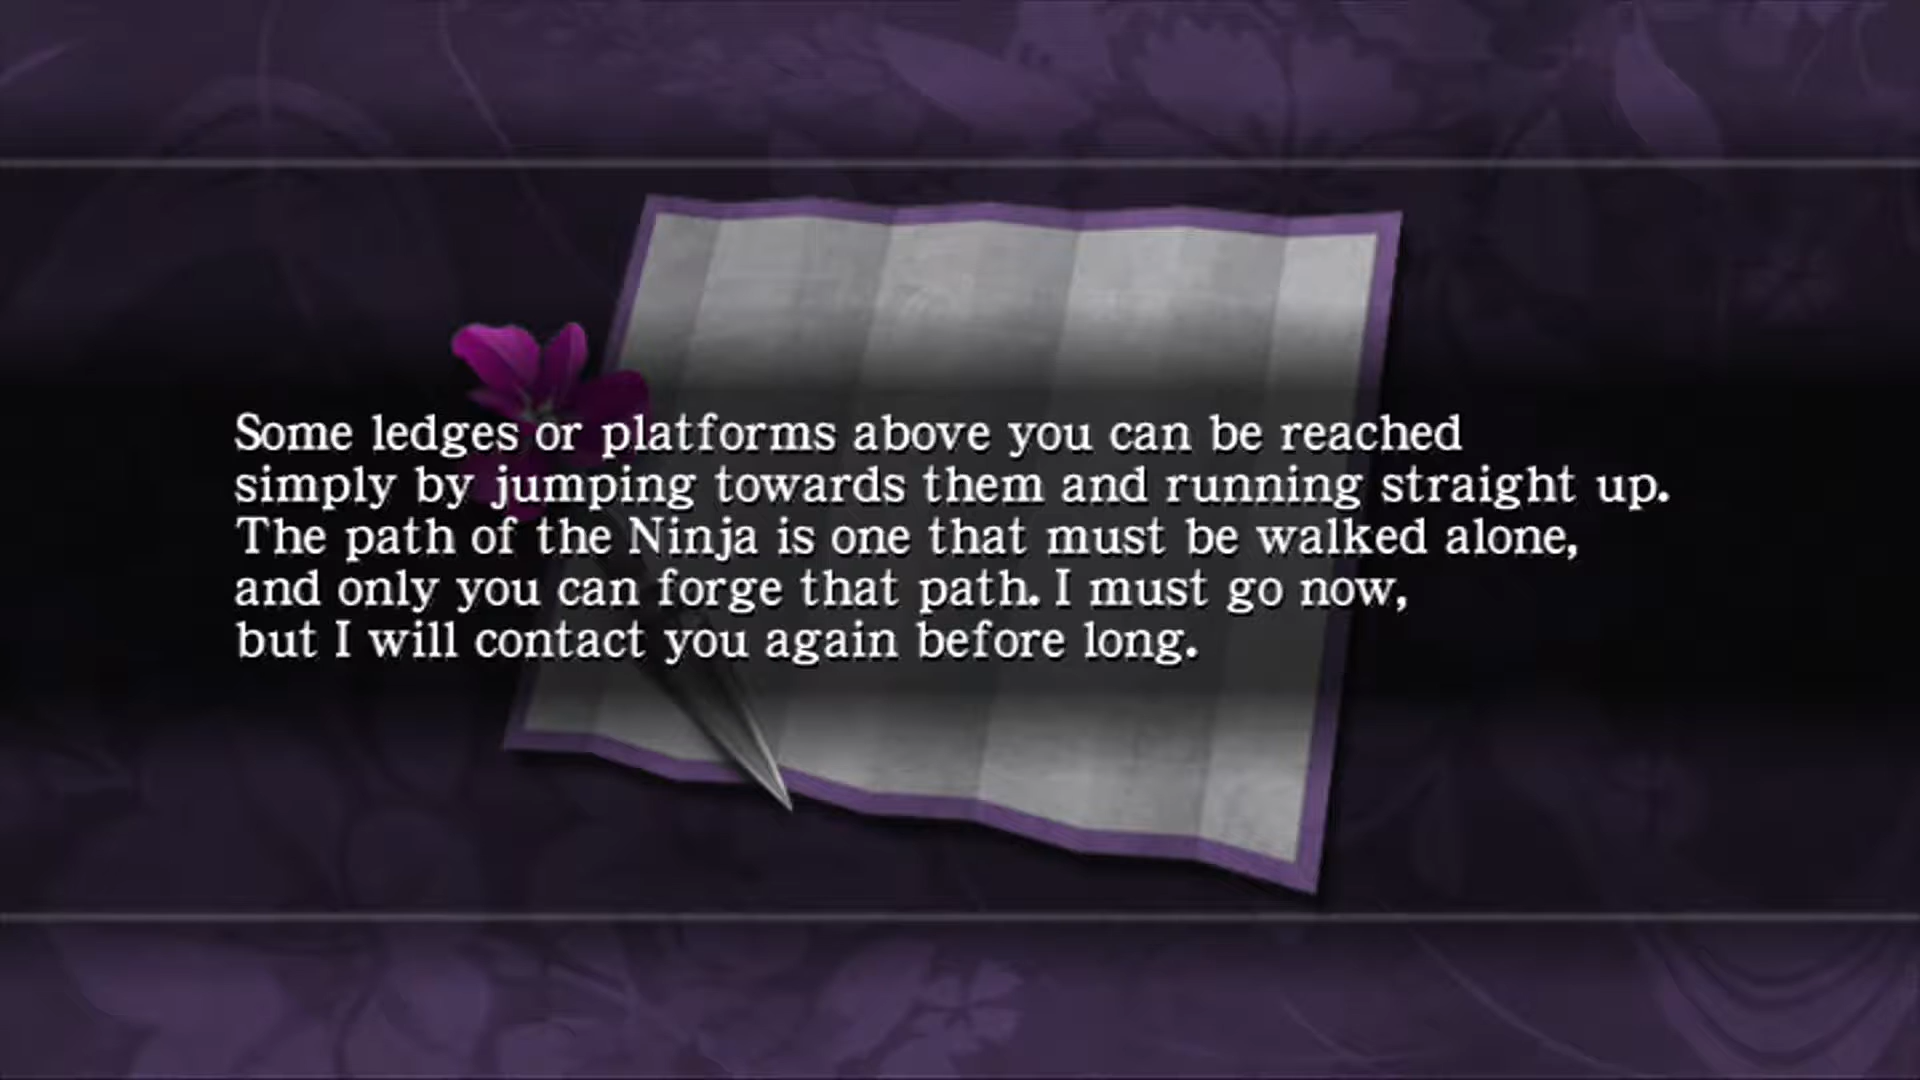 Some ledges or platforms above you can be reached
simply by jumping towards them and running straight up.
The path of the Ninja is one that must be walked alone,
and only you can forge that path. I must go now,
but I will contact you again before long.